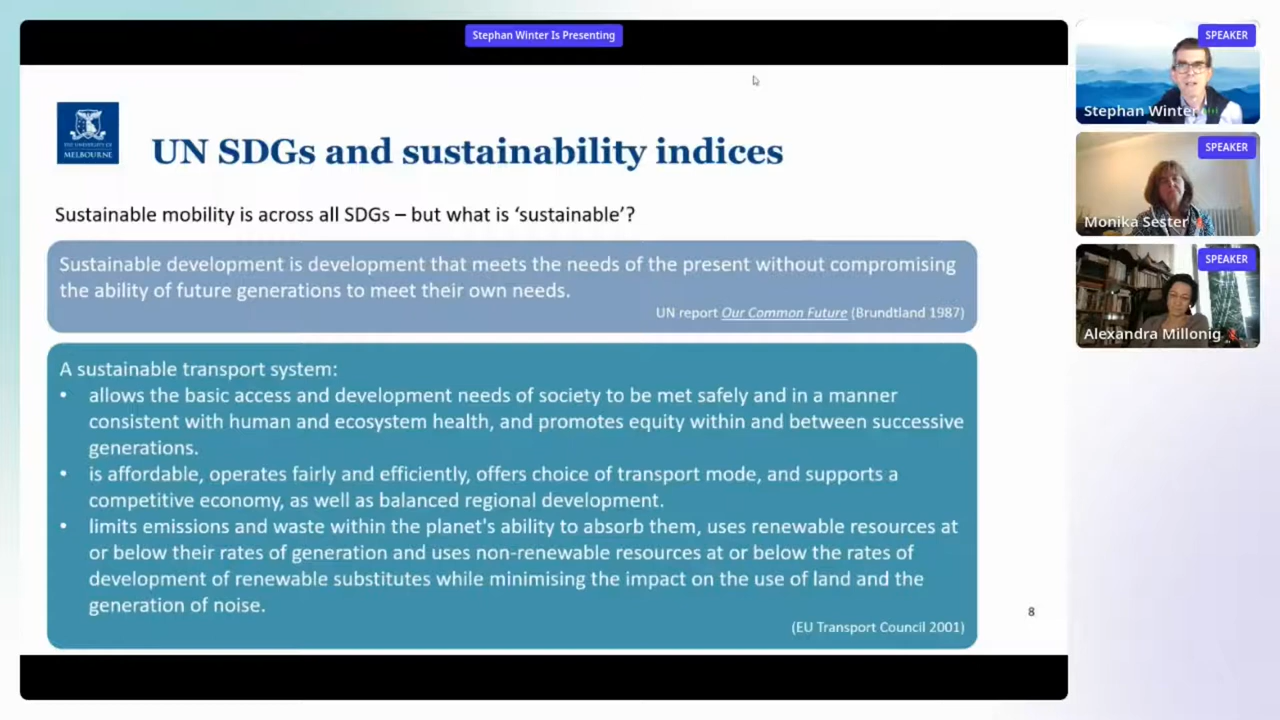 Stephan Winter Is Presenting
THE UNIVERSITY OF
MELBOURNE
UN SDGs and sustainability indices
Sustainable mobility is across all SDGs – but what is ‘sustainable’?
Sustainable development is development that meets the needs of the present without compromising
the ability of future generations to meet their own needs.
UN report Our Common Future (Brundtland 1987)
A sustainable transport system:
• allows the basic access and development needs of society to be met safely and in a manner
consistent with human and ecosystem health, and promotes equity within and between successive
generations.
• is affordable, operates fairly and efficiently, offers choice of transport mode, and supports a
competitive economy, as well as balanced regional development.
• limits emissions and waste within the planet's ability to absorb them, uses renewable resources at
or below their rates of generation and uses non-renewable resources at or below the rates of
development of renewable substitutes while minimising the impact on the use of land and the
generation of noise.
(EU Transport Council 2001)
8
SPEAKER
Stephan Winter
SPEAKER
Monika Sester
SPEAKER
Alexandra Millonig